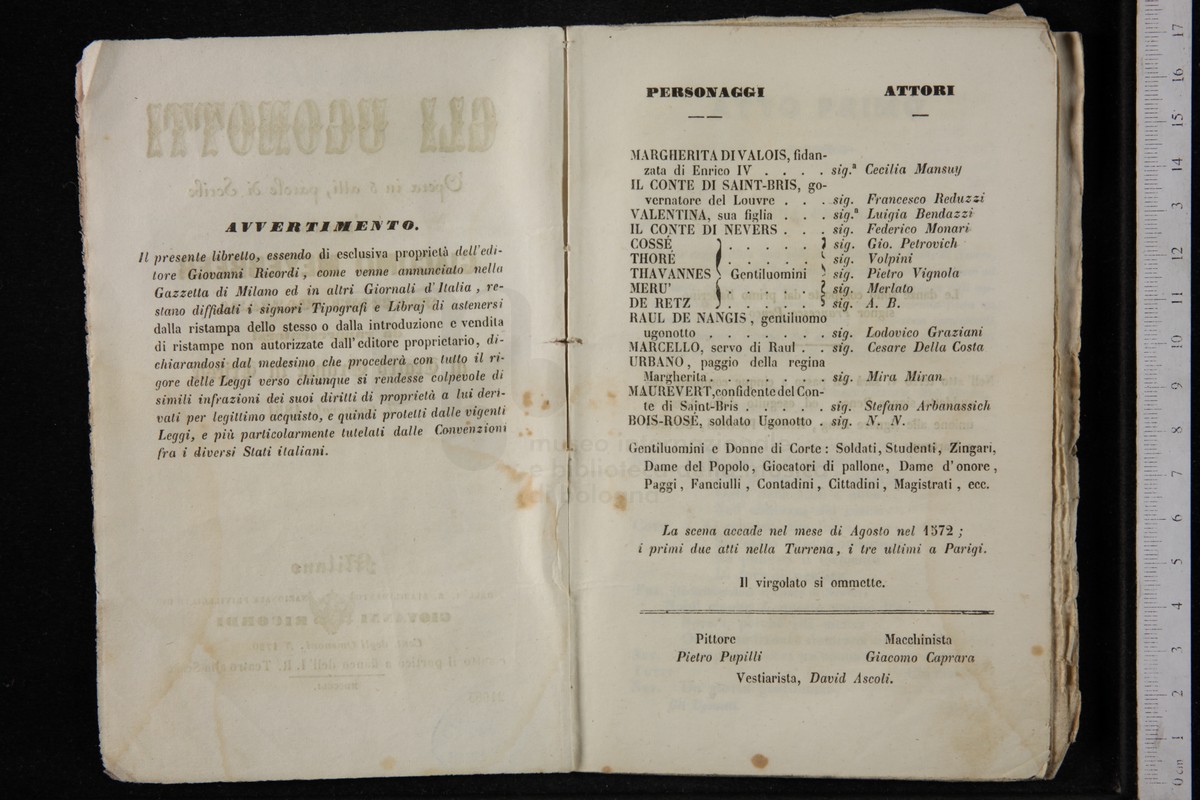 AVVERTIMENTO.
Il presente libretto, essendo di esclusiva proprietà dell'edi-
tore Giovanni Ricordi, come venne annunciato nella
Gazzetta di Milano ed in altri Giornali d'Italia, re-
stano diffidati i signori Tipografi e Libraj di astenersi
dalla ristampa dello stesso o dalla introduzione e vendita
di ristampe non autorizzate dall'editore proprietario, di-
chiarandosi dal medesimo che procederà con tutto il ri-
gore delle Leggi verso chiunque si rendesse colpevole di
simili infrazioni dei suoi diritti di proprietà a lui deri-
vati per legittimo acquisto, e quindi protetti dalle vigenti
Leggi, e più particolarmente tutelati dalle Convenzioni
fra i diversi Stati italiani.
PERSONAGGI ATTORI
MARGHERITA DI VALOIS, fidan-
zata di Enrico IV . . . . sig.ª Cecilia Mansuy
IL CONTE DI SAINT-BRIS, go-
vernatore del Louvre . . . sig. Francesco Reduzzi
VALENTINA, sua figlia . . . sig.ª Luigia Bendazzi
IL CONTE DI NEVERS . . . sig. Federico Monari
COSSÉ . . . . . sig. Gio. Petrovich
THORÉ . . . . . sig. Volpini
THAVANNES Gentiluomini sig. Pietro Vignola
MERU' . . . . . sig. Merlato
DE RETZ . . . . . sig. A. B.
RAUL DE NANGIS, gentiluomo
ugonotto . . . . . . . sig. Lodovico Graziani
MARCELLO, servo di Raul . . sig. Cesare Della Costa
URBANO, paggio della regina
Margherita . . . . . . . sig. Mira Miran
MAUREVERT, confidente del Con-
te di Saint-Bris . . . . . sig. Stefano Arbanassich
BOIS-ROSÈ, soldato Ugonotto . sig. N. N.
Gentiluomini e Donne di Corte: Soldati, Studenti, Zingari,
Dame del Popolo, Giocatori di pallone, Dame d'onore,
Paggi, Fanciulli, Contadini, Cittadini, Magistrati, ecc.
La scena accade nel mese di Agosto nel 1572;
i primi due atti nella Turrena, i tre ultimi a Parigi.
Il virgolato si ommette.
Pittore Macchinista
Pietro Pupilli Giacomo Caprara
Vestiarista, David Ascoli.